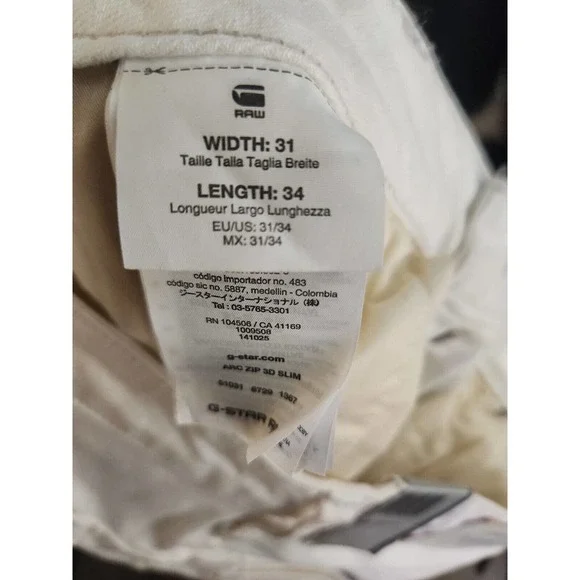 RAW
WIDTH: 31
Taille Talla Taglia Breite
LENGTH: 34
Longueur Largo Lunghezza
EU/US: 31/34
MX: 31/34
código Importador no. 483
código sic no. 5887, medellin - Colombia
ジースターインターナショナル (株)
Tel : 03-5765-3301
RN 104506 / CA 41169
1009508
141025
g-star.com
ARC ZIP 3D SLIM
51031 6729 1367
G-STAR